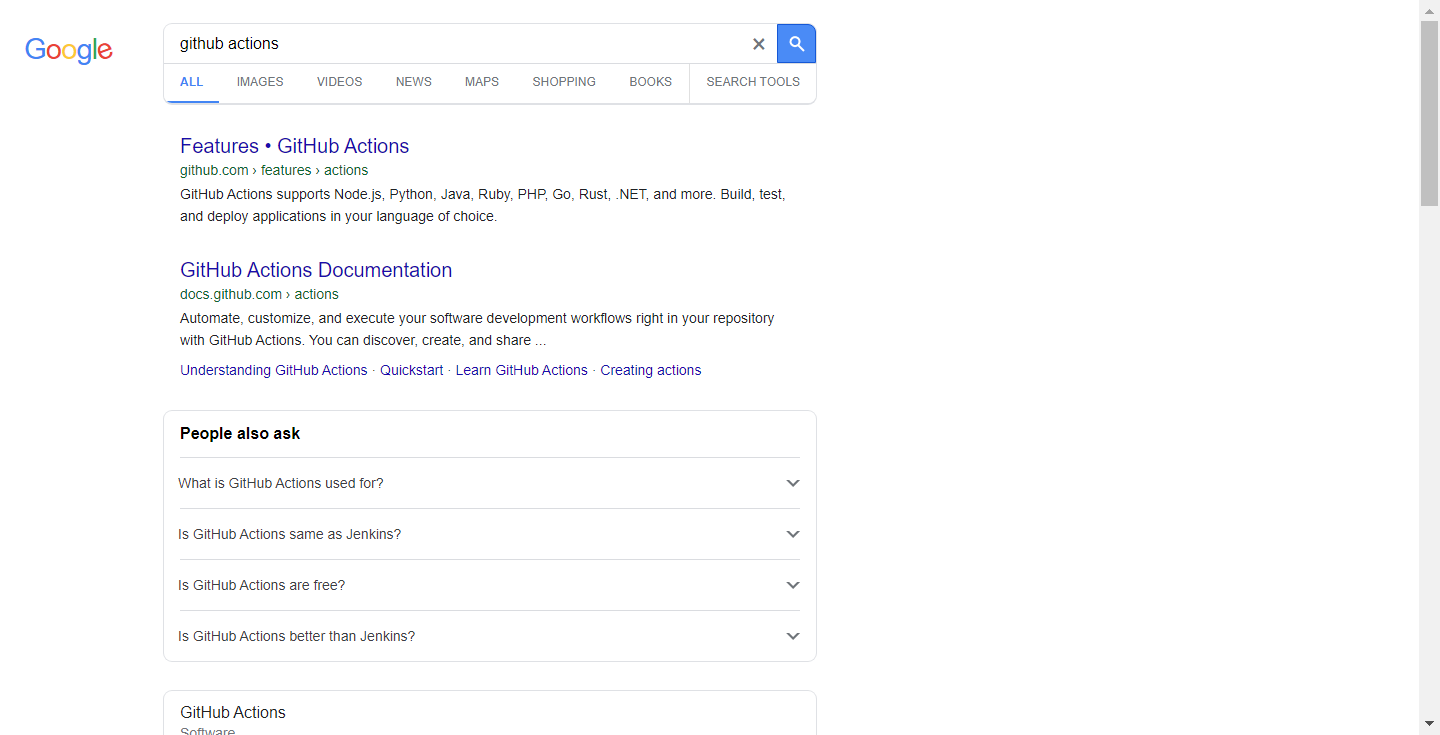 Google
github actions
ALL IMAGES VIDEOS NEWS MAPS SHOPPING BOOKS SEARCH TOOLS
Features • GitHub Actions
github.com › features › actions
GitHub Actions supports Node.js, Python, Java, Ruby, PHP, Go, Rust, .NET, and more. Build, test,
and deploy applications in your language of choice.
GitHub Actions Documentation
docs.github.com › actions
Automate, customize, and execute your software development workflows right in your repository
with GitHub Actions. You can discover, create, and share ...
Understanding GitHub Actions · Quickstart · Learn GitHub Actions · Creating actions
People also ask
What is GitHub Actions used for?
Is GitHub Actions same as Jenkins?
Is GitHub Actions are free?
Is GitHub Actions better than Jenkins?
GitHub Actions
Software